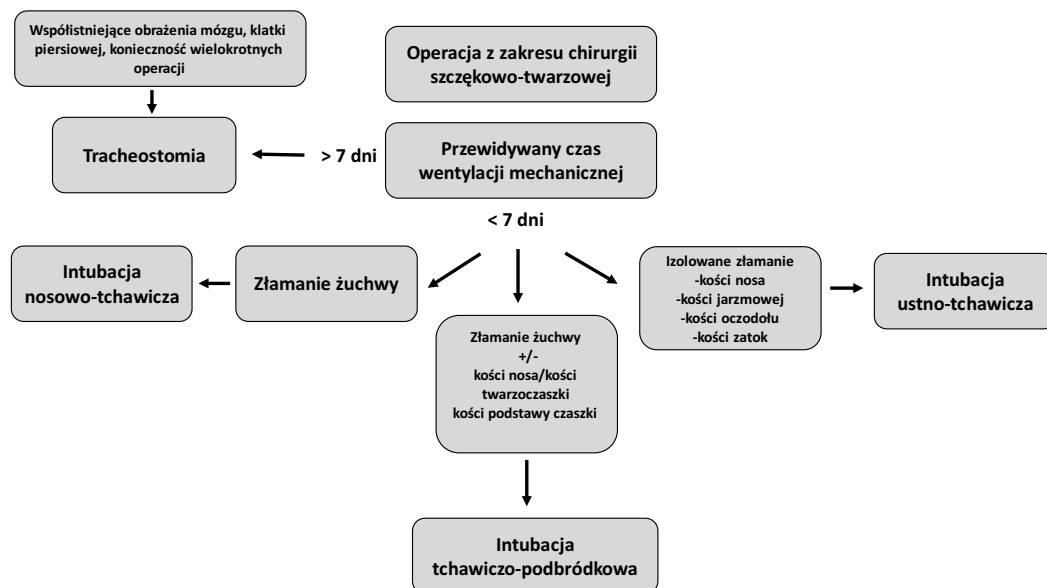 Współistniejące obrażenia mózgu, klatki
piersiowej, konieczność wielokrotnych
operacji
Operacja z zakresu chirurgii
szczękowo-twarzowej
Tracheostomia
> 7 dni
Przewidywany czas
wentylacji mechanicznej
< 7 dni
Intubacja
nosowo-tchawicza
Złamanie żuchwy
Izolowane złamanie
-kości nosa
-kości jarzmowej
-kości oczodołu
-kości zatok
Intubacja
ustno-tchawicza
Złamanie żuchwy
+/-
kości nosa/kości
twarzoczaszki
kości podstawy czaszki
Intubacja
tchawiczo-podbródkowa